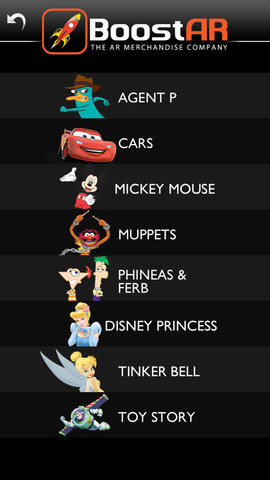 BoostAR
THE AR MERCHANDISE COMPANY
AGENT P
CARS
MICKEY MOUSE
MUPPETS
PHINEAS &
FERB
DISNEY PRINCESS
TINKER BELL
TOY STORY